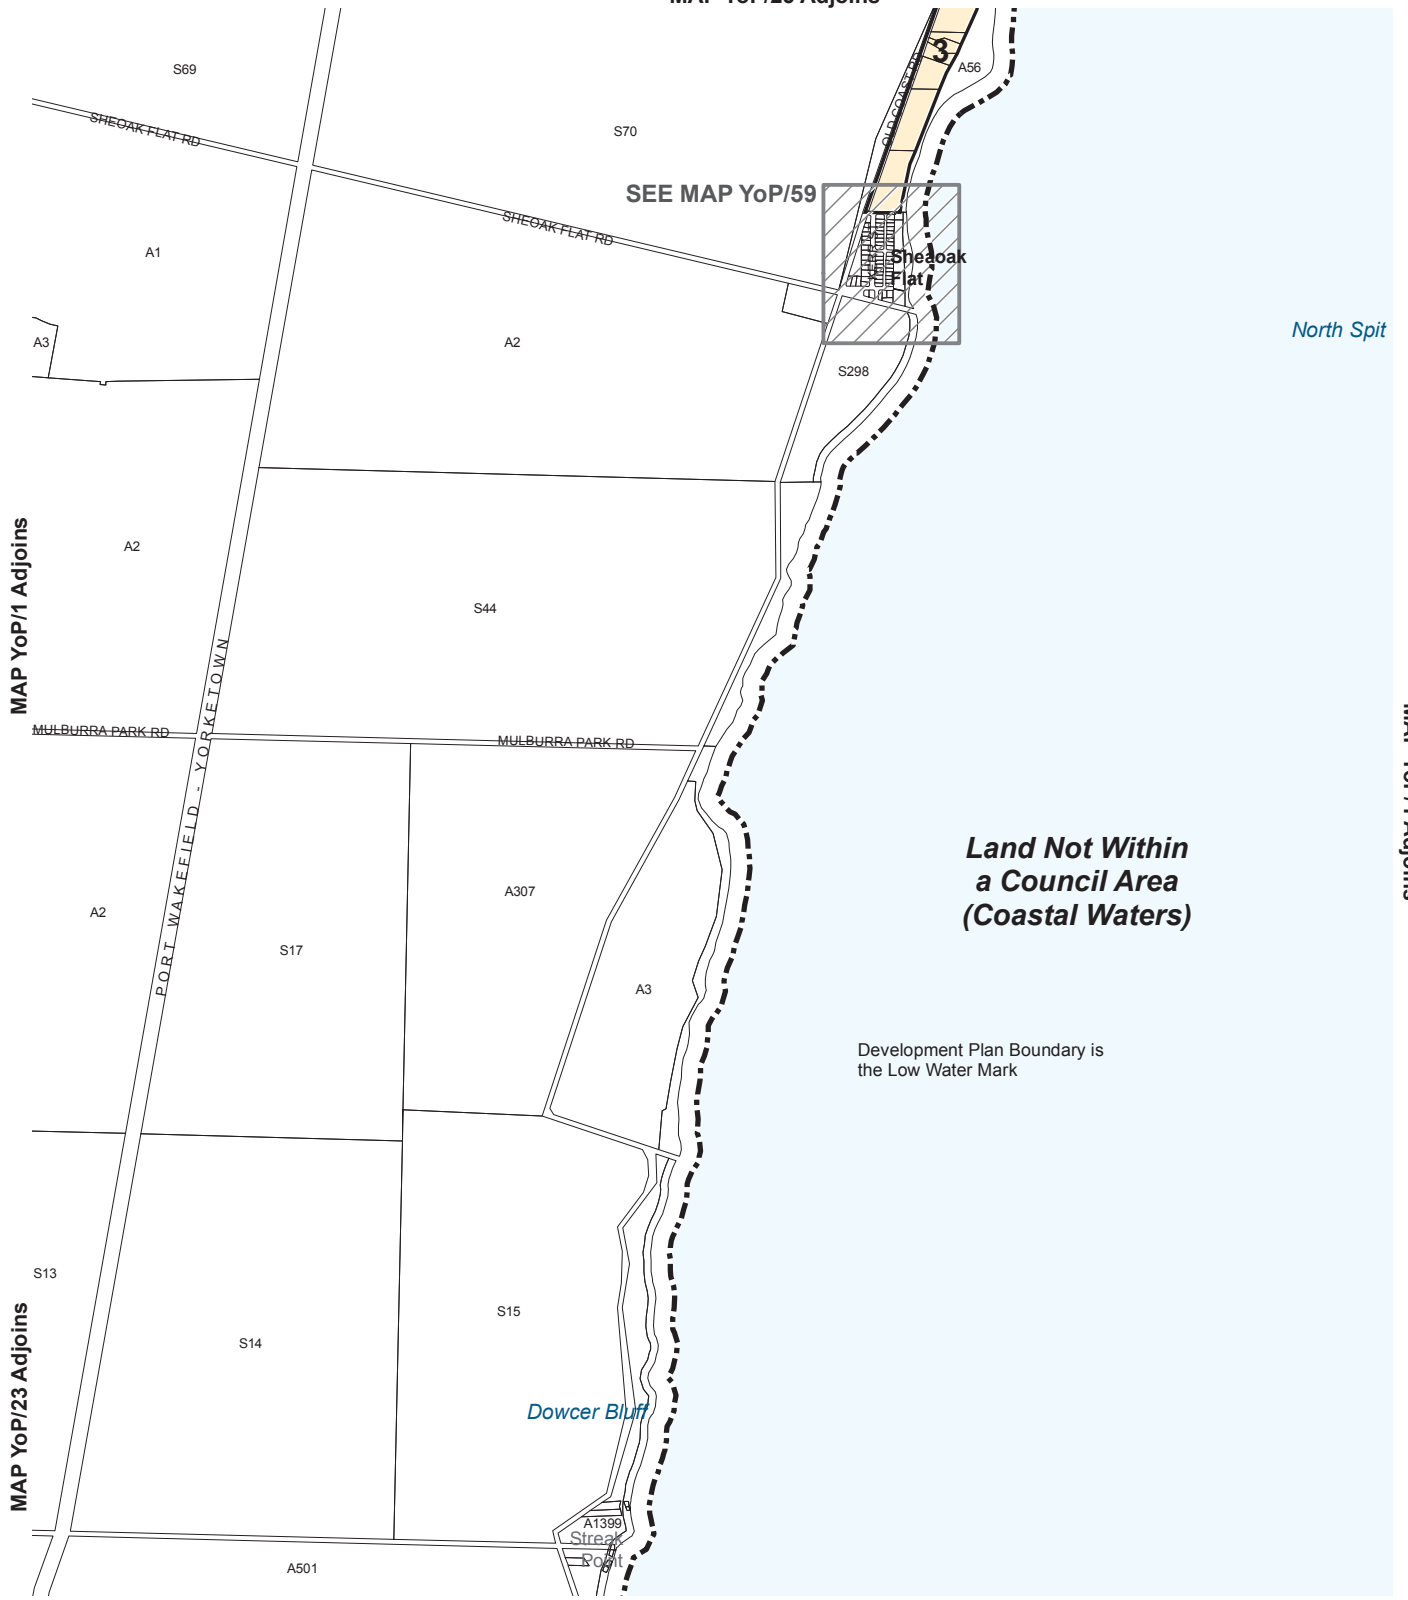 S69
A56
3
OLD COAST RD
SHEOAK FLAT RD
S70
SEE MAP YoP/59
SHEOAK FLAT RD
A1
Sheaoak
Flat
North Spit
A3
A2
S298
MAP YoP/1 Adjoins
A2
S44
PORT WAKEFIELD - YORKETOWN
MULBURRA PARK RD
MULBURRA PARK RD
Land Not Within
a Council Area
(Coastal Waters)
A307
A2
S17
A3
Development Plan Boundary is
the Low Water Mark
S13
S15
S14
MAP YoP/23 Adjoins
Dowcer Bluff
A1399
Streak
Point
A501